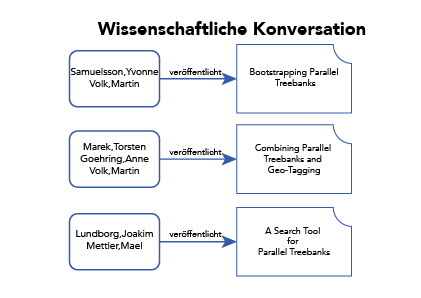 Wissenschaftliche Konversation
Samuelsson,Yvonne
Volk,Martin
veröffentlicht
Bootstrapping Parallel
Treebanks
Marek,Torsten
Goehring,Anne
Volk,Martin
veröffentlicht
Combining Parallel
Treebanks and
Geo-Tagging
Lundborg,Joakim
Mettler,Mael
veröffentlicht
A Search Tool
for
Parallel Treebanks